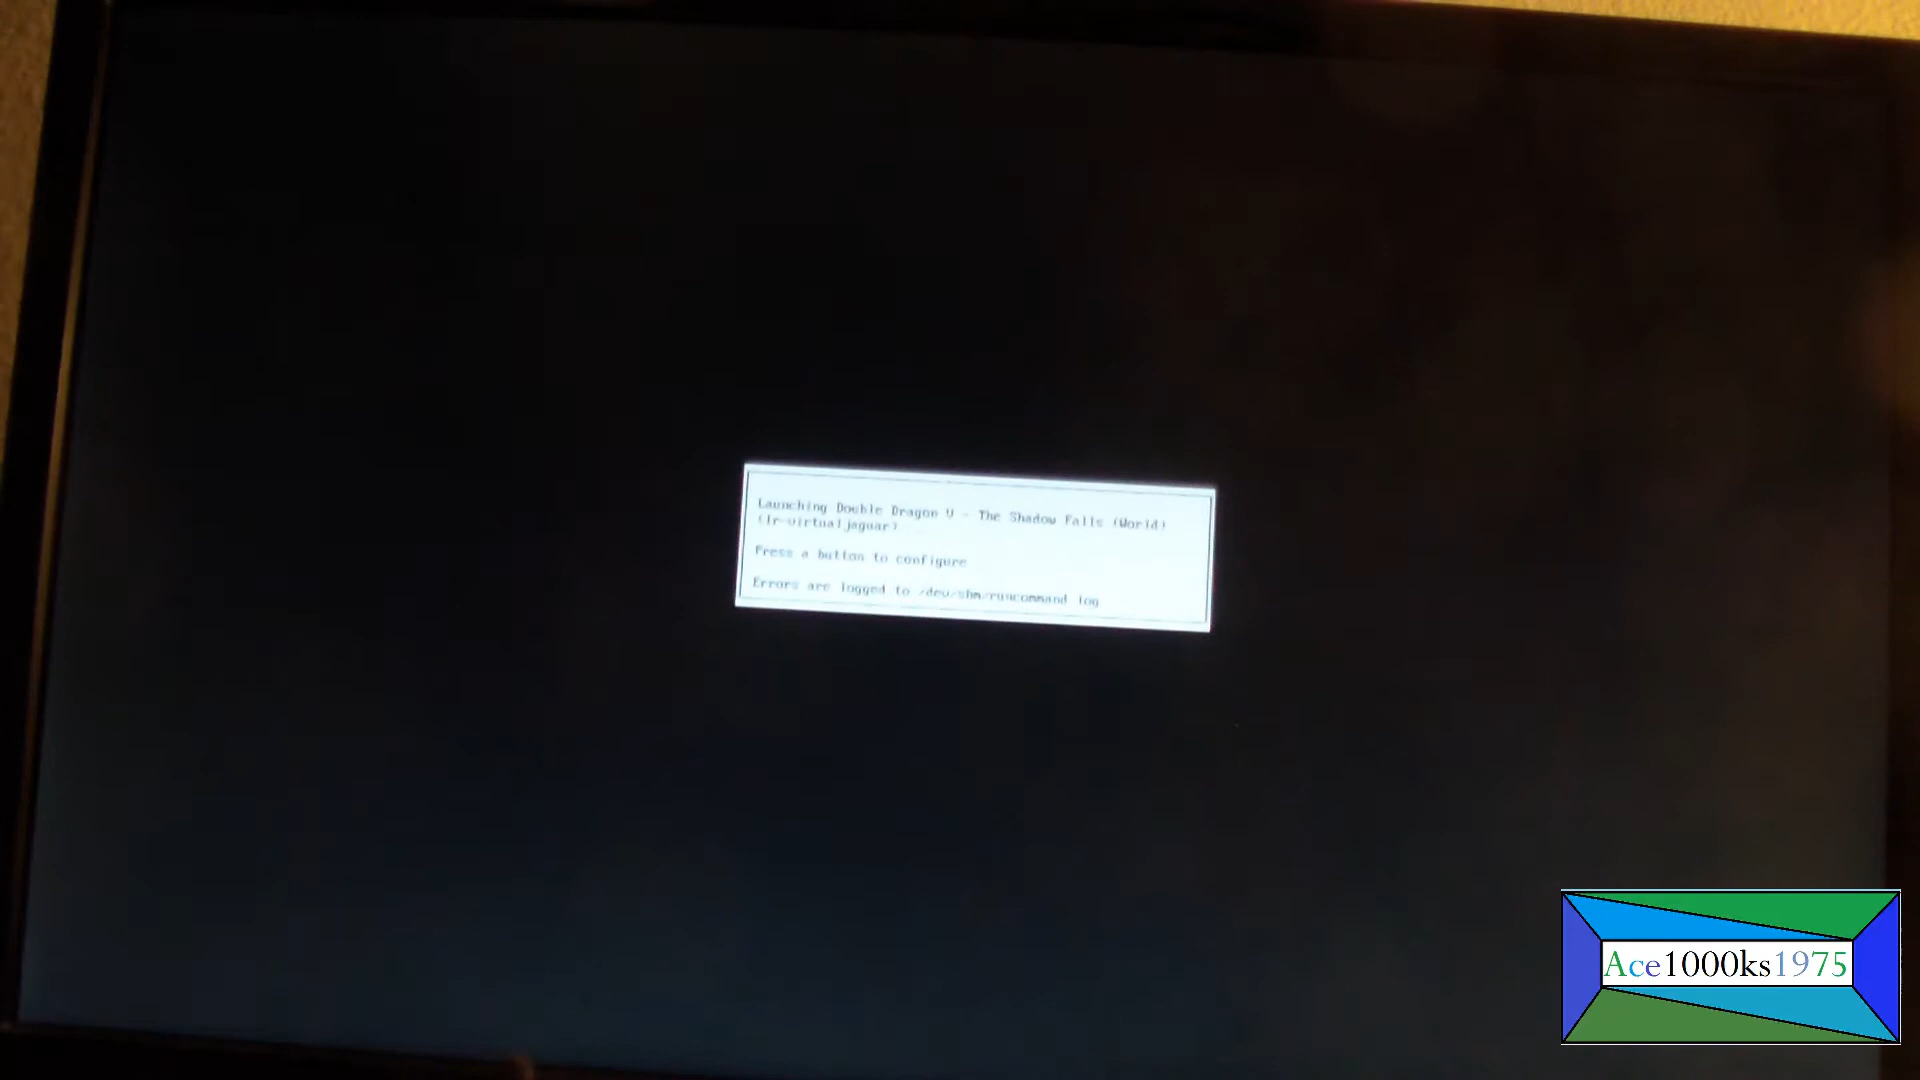 Launching Double Dragon V - The Shadow Falls (World)
(lr-virtualjaguar)
Press a button to configure
Errors are logged to /dev/shm/runcommand.log
Ace1000ks1975